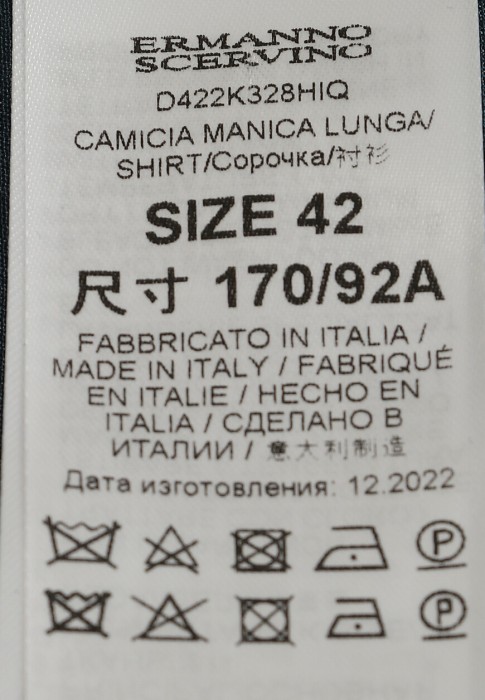 ERMANNO
SCERVINO
D422K328HIQ
CAMICIA MANICA LUNGA/
SHIRT/Сорочка/衬衫
SIZE 42
尺寸 170/92A
FABBRICATO IN ITALIA /
MADE IN ITALY / FABRIQUÉ
EN ITALIE / HECHO EN
ITALIA / СДЕЛАНО В
ИТАЛИИ / 意大利制造
Дата изготовления: 12.2022
P
P